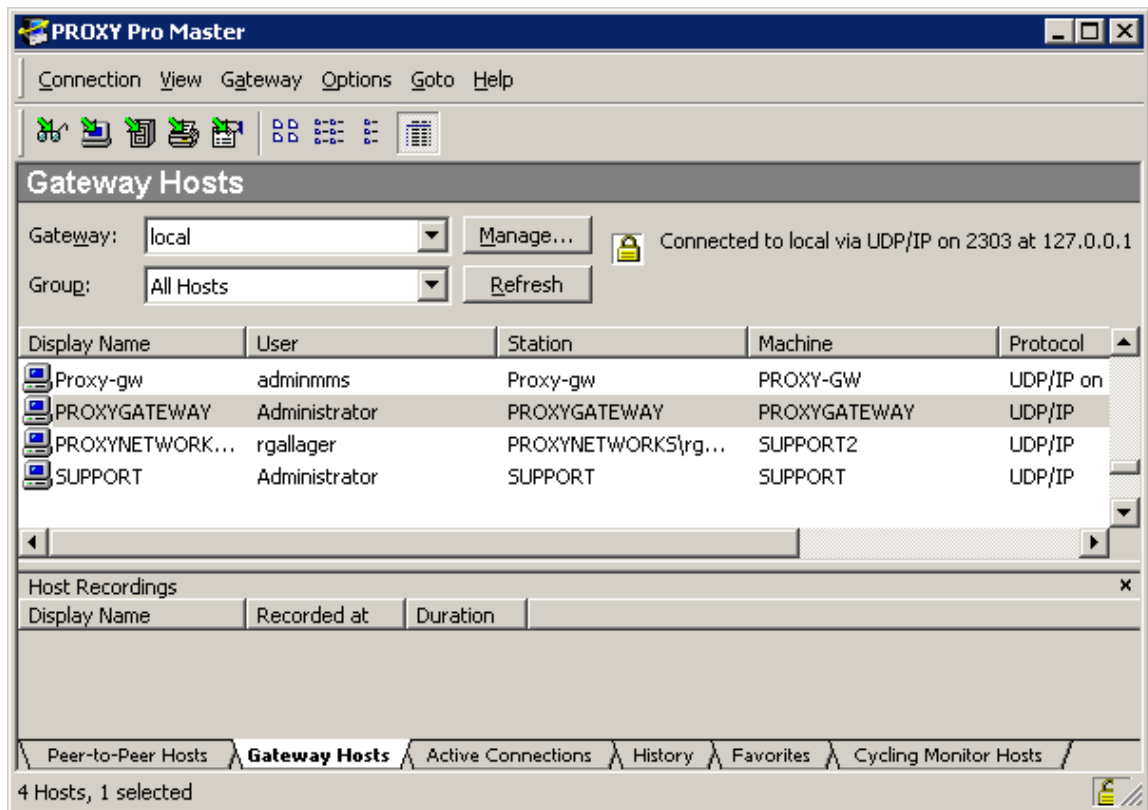 PROXY Pro Master
Connection View Gateway Options Goto Help
Gateway Hosts
Gateway: local Manage... Connected to local via UDP/IP on 2303 at 127.0.0.1
Group: All Hosts Refresh
Display Name User Station Machine Protocol
Proxy-gw adminmms Proxy-gw PROXY-GW UDP/IP on
PROXYGATEWAY Administrator PROXYGATEWAY PROXYGATEWAY UDP/IP
PROXYNETWORK... rgallager PROXYNETWORKS\rg... SUPPORT2 UDP/IP
SUPPORT Administrator SUPPORT SUPPORT UDP/IP
Host Recordings
Display Name Recorded at Duration
Peer-to-Peer Hosts Gateway Hosts Active Connections History Favorites Cycling Monitor Hosts
4 Hosts, 1 selected